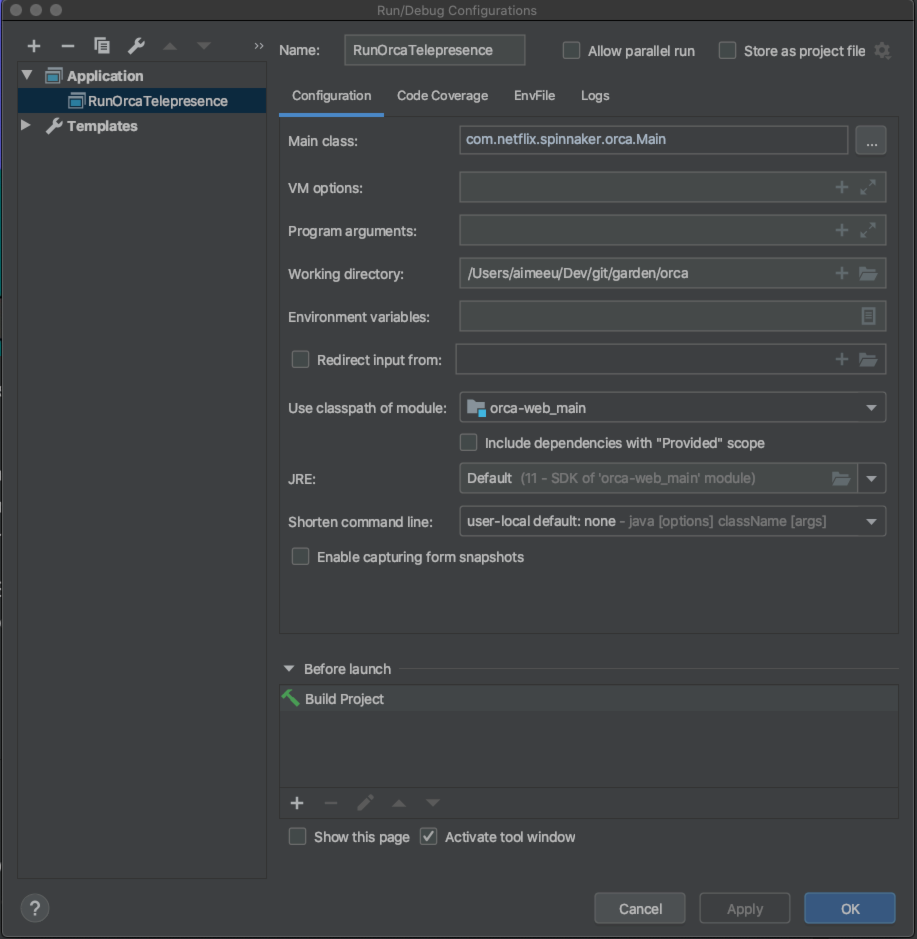 Run/Debug Configurations
»
Name:
RunOrcaTelepresence
Allow parallel run
Store as project file
Application
RunOrcaTelepresence
Templates
Configuration
Code Coverage
EnvFile
Logs
Main class:
com.netflix.spinnaker.orca.Main
...
VM options:
Program arguments:
Working directory:
/Users/aimeeu/Dev/git/garden/orca
Environment variables:
Redirect input from:
Use classpath of module:
orca-web_main
Include dependencies with "Provided" scope
JRE:
Default (11 - SDK of 'orca-web_main' module)
Shorten command line:
user-local default: none - java [options] className [args]
Enable capturing form snapshots
Before launch
Build Project
Show this page
Activate tool window
?
Cancel
Apply
OK